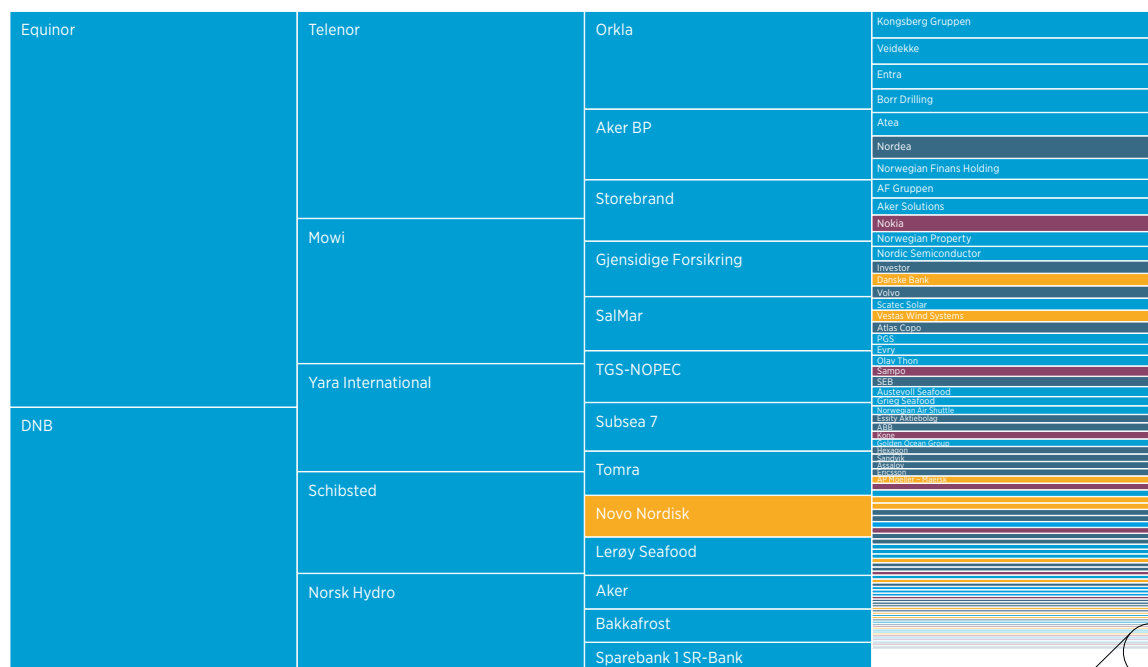 Equinor
DNB
Telenor
Mowi
Yara International
Schibsted
Norsk Hydro
Orkla
Aker BP
Storebrand
Gjensidige Forsikring
SalMar
TGS-NOPEC
Subsea 7
Tomra
Novo Nordisk
Lerøy Seafood
Aker
Bakkafrost
Sparebank 1 SR-Bank
Kongsberg Gruppen
Veidekke
Entra
Borr Drilling
Atea
Nordea
Norwegian Finans Holding
AF Gruppen
Aker Solutions
Nokia
Norwegian Property
Nordic Semiconductor
Investor
Danske Bank
Volvo
Scatec Solar
Vestas Wind Systems
Atlas Copo
PGS
Evry
Olav Thon
Sampo
SEB
Austevoll Seafood
Grieg Seafood
Norwegian Air Shuttle
Essity Aktiebolag
ABB
Kone
Golden Ocean Group
Hexagon
Sandvik
Assaloy
Ericsson
AP Moeller – Maersk